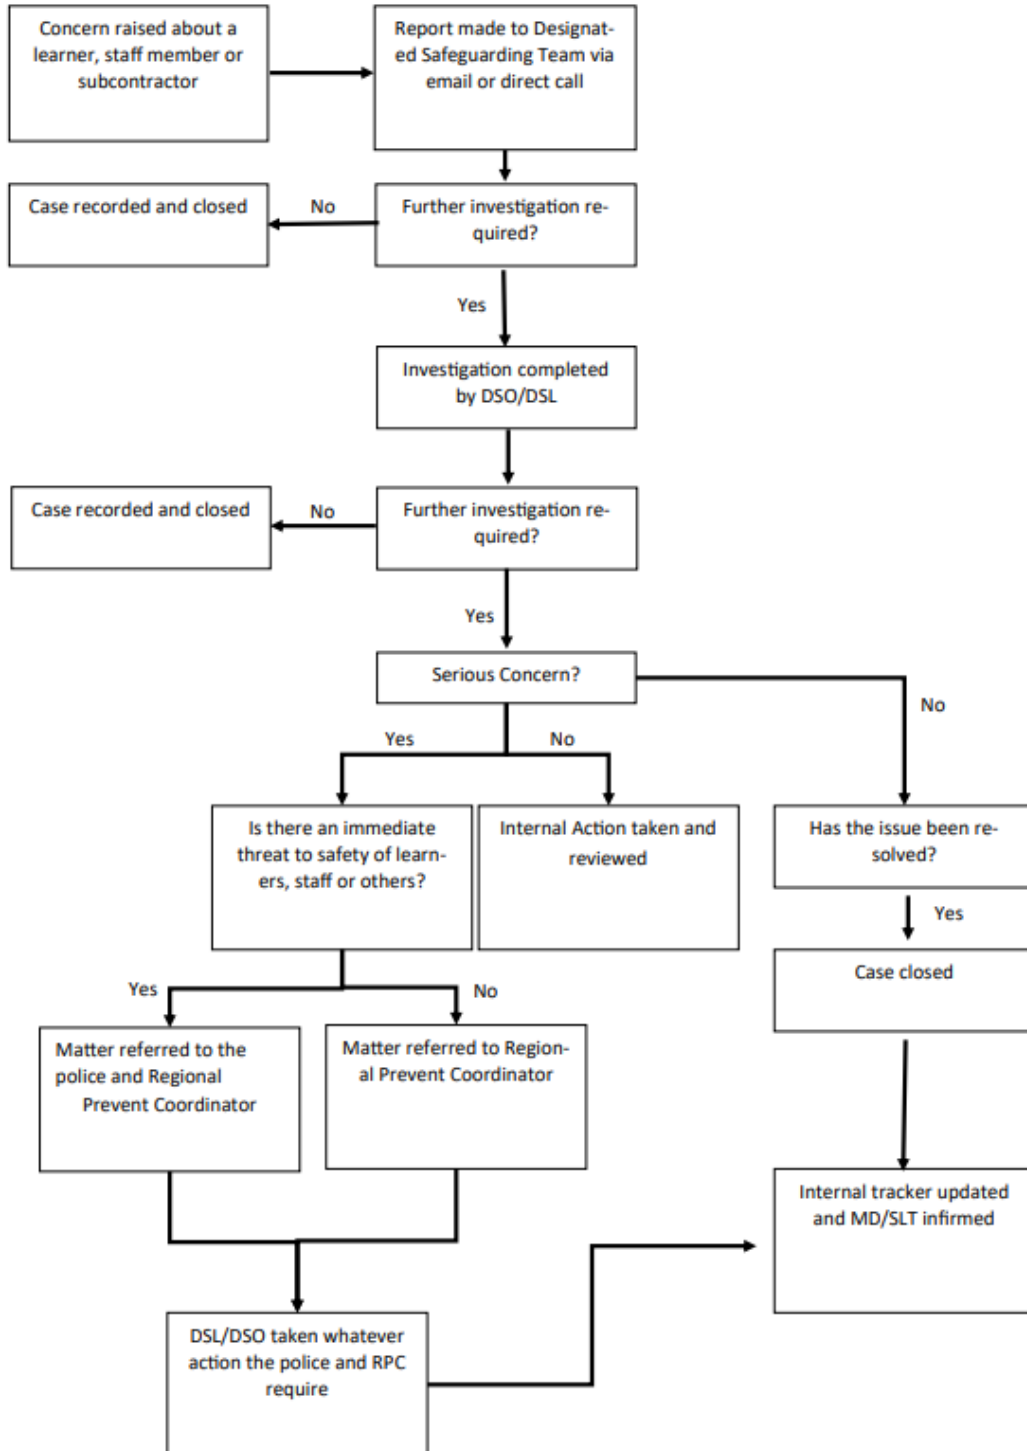 Concern raised about a
learner, staff member or
subcontractor
Report made to Designat-
ed Safeguarding Team via
email or direct call
Case recorded and closed
No
Further investigation re-
quired?
Yes
Investigation completed
by DSO/DSL
Case recorded and closed
No
Further investigation re-
quired?
Yes
Serious Concern?
No
Yes
No
Is there an immediate
threat to safety of learn-
ers, staff or others?
Internal Action taken and
reviewed
Has the issue been re-
solved?
Yes
Case closed
Yes
No
Matter referred to the
police and Regional
Prevent Coordinator
Matter referred to Region-
al Prevent Coordinator
Internal tracker updated
and MD/SLT infirmed
DSL/DSO taken whatever
action the police and RPC
require